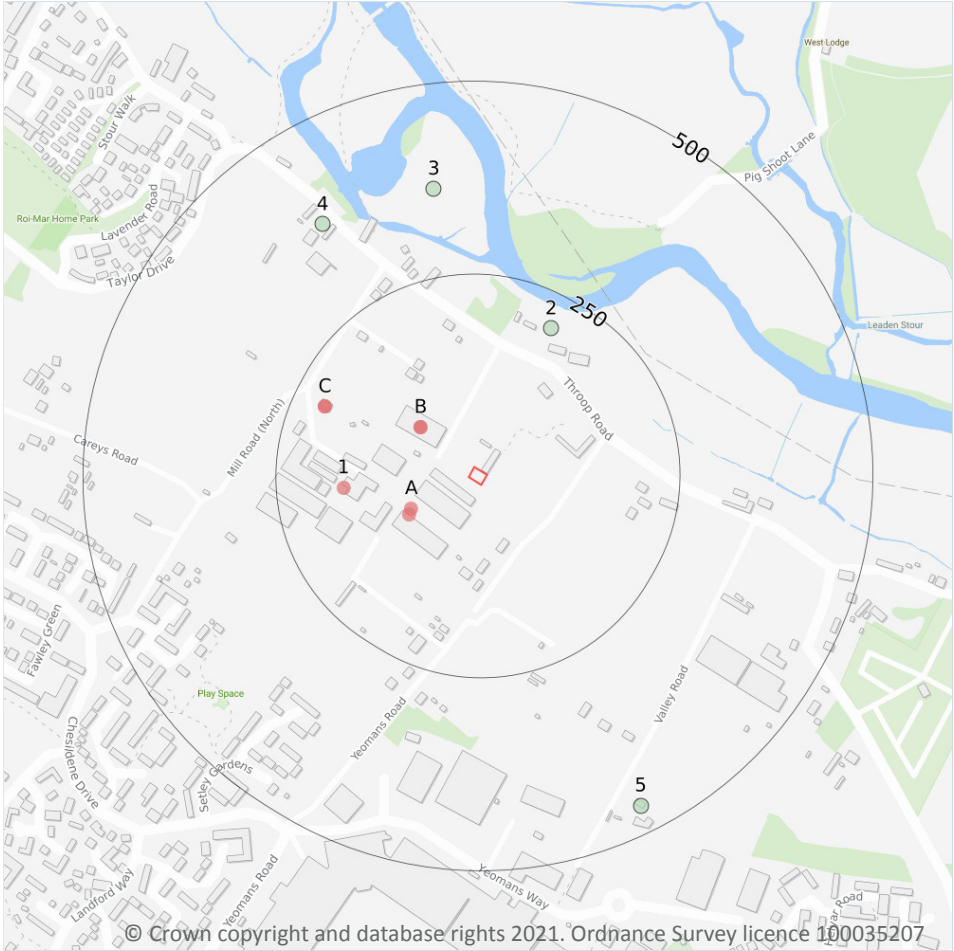 West Lodge
Stour Walk
500
Pig Shoot Lane
3
Lavender Road
4
Roi-Mar Home Park
Taylor Drive
2
250
Leaden Stour
C
B
Throop Road
Mill Road (North)
Careys Road
1
A
Fawley Green
Play Space
Valley Road
Yeomans Road
Chesildene Drive
Setley Gardens
5
Yeomans Way
Landford Way
Yeomans Road
ar Road
© Crown copyright and database rights 2021. Ordnance Survey licence 100035207